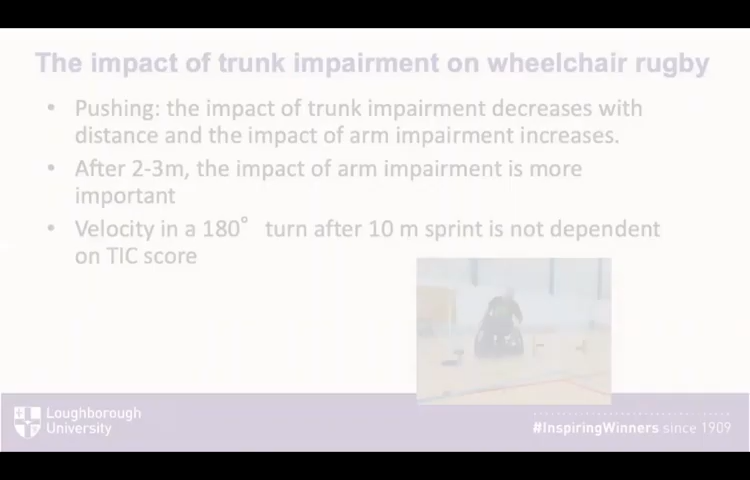 The impact of trunk impairment on wheelchair rugby
• Pushing: the impact of trunk impairment decreases with
distance and the impact of arm impairment increases.
• After 2-3m, the impact of arm impairment is more
important
• Velocity in a 180° turn after 10 m sprint is not dependent
on TIC score
Loughborough
University
#InspiringWinners since 1909